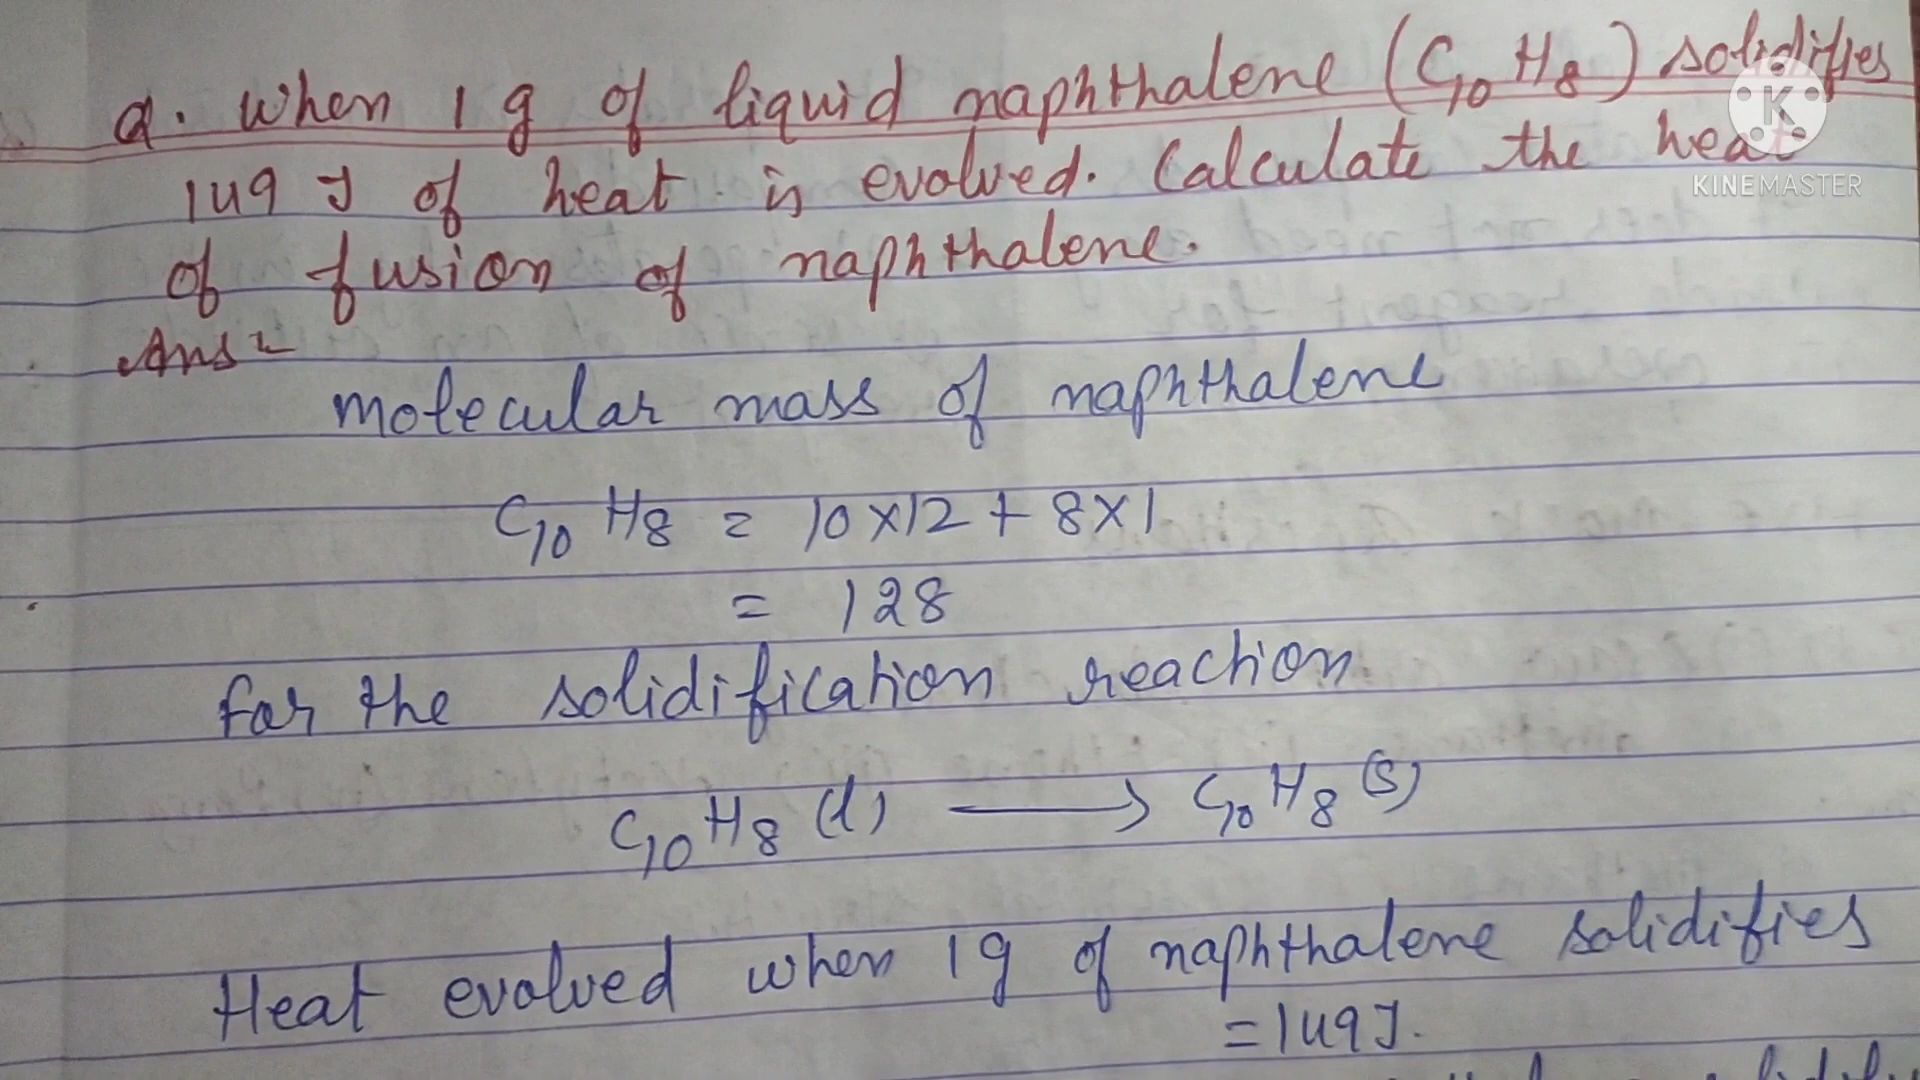 Q. When 1 g of liquid naphthalene (C₁₀H₈) solidifies
149 J of heat is evolved. Calculate the heat
of fusion of naphthalene.
Ans =
molecular mass of naphthalene
C₁₀H₈ = 10×12 + 8×1
= 128
for the solidification reaction
C₁₀H₈ (l) ⟶ C₁₀H₈ (s)
Heat evolved when 1g of naphthalene solidifies
= 149 J.
K
KINEMASTER